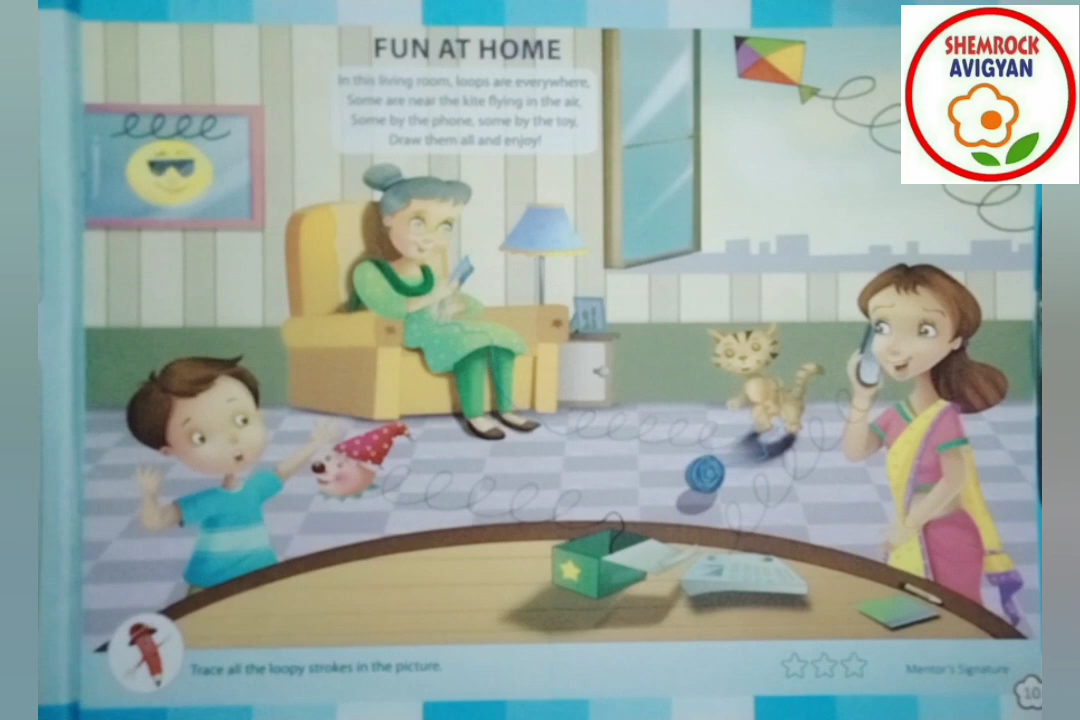 FUN AT HOME
In this living room, loops are everywhere,
Some are near the kite flying in the air,
Some by the phone, some by the toy,
Draw them all and enjoy!
SHEMROCK
AVIGYAN
Trace all the loopy strokes in the picture.
Mentor's Signature
10